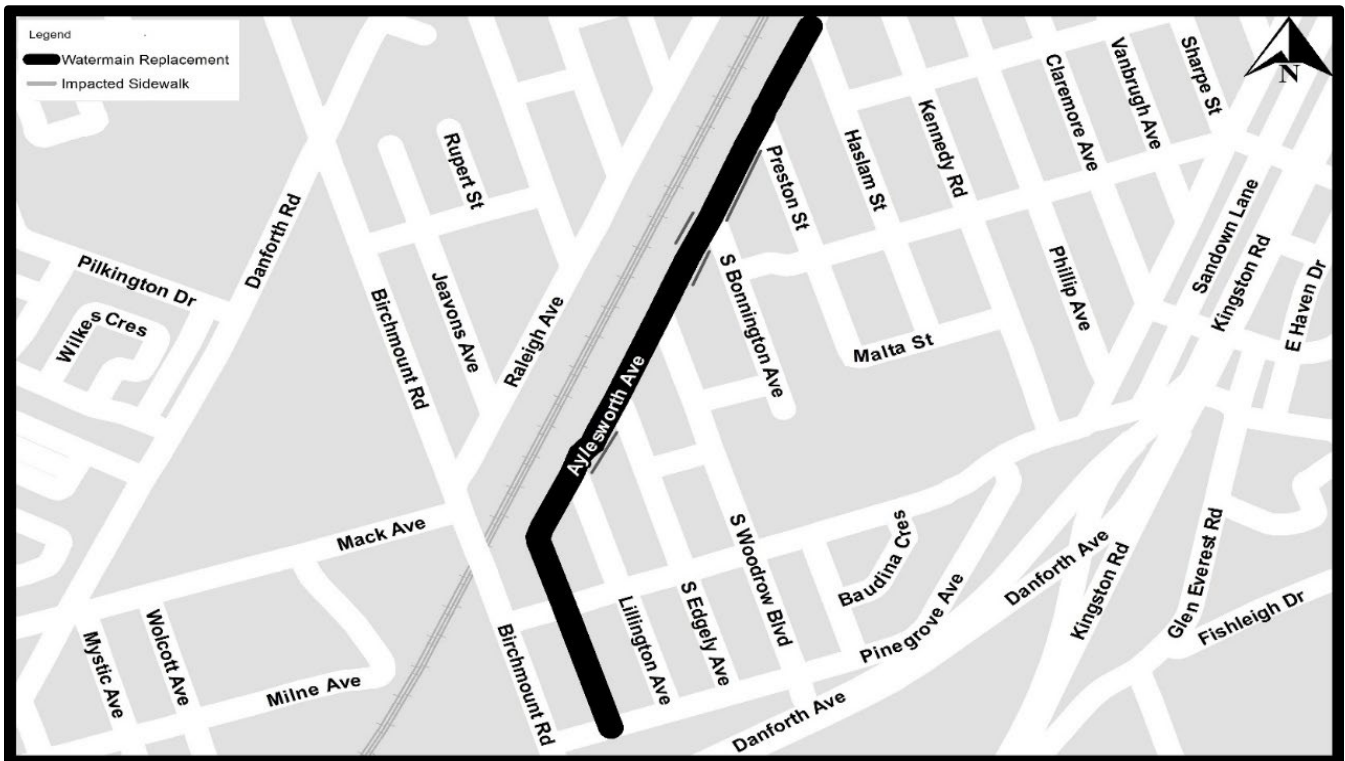 Legend
Watermain Replacement
Impacted Sidewalk
N
Sharpe St
Vanbrugh Ave
Claremore Ave
Kennedy Rd
Haslam St
Preston St
Rupert St
Danforth Rd
Pilkington Dr
Wilkes Cres
Birchmount Rd
Jeavons Ave
Raleigh Ave
Aylesworth Ave
S Bonnington Ave
Malta St
Phillip Ave
Sandown Lane
Kingston Rd
E Haven Dr
Mack Ave
Mystic Ave
Wolcott Ave
Milne Ave
Birchmount Rd
Lillington Ave
S Edgely Ave
S Woodrow Blvd
Baudina Cres
Pinegrove Ave
Danforth Ave
Danforth Ave
Kingston Rd
Glen Everest Rd
Fishleigh Dr